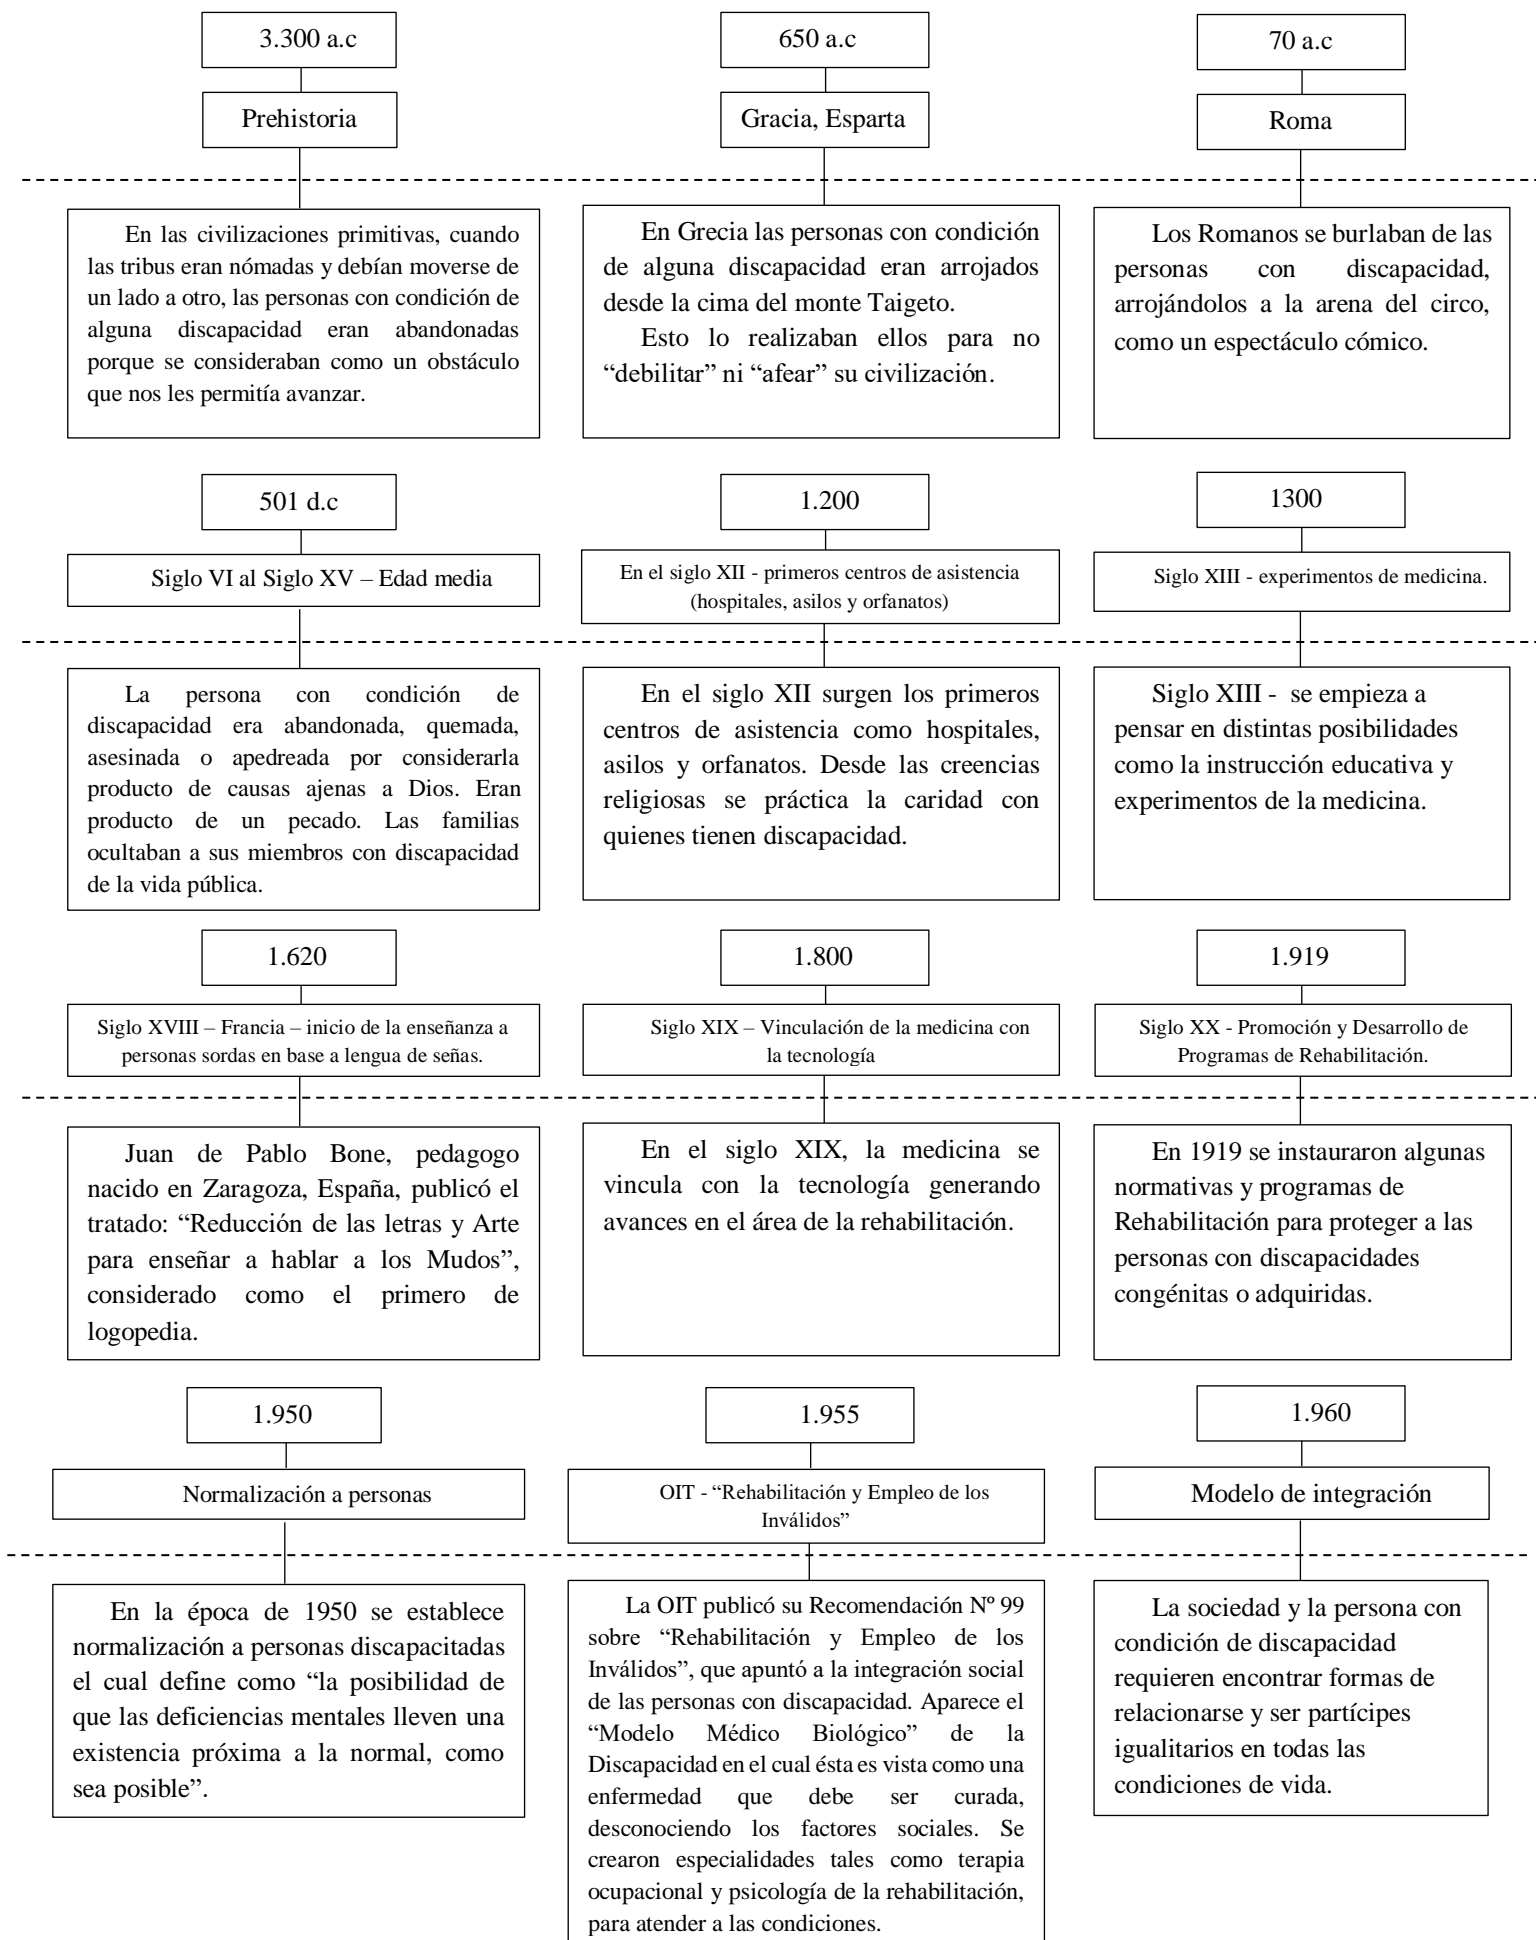 3.300 a.c
650 a.c
70 a.c
Prehistoria
Gracia, Esparta
Roma
En las civilizaciones primitivas, cuando
las tribus eran nómadas y debían moverse de
un lado a otro, las personas con condición de
alguna discapacidad eran abandonadas
porque se consideraban como un obstáculo
que nos les permitía avanzar.
En Grecia las personas con condición
de alguna discapacidad eran arrojados
desde la cima del monte Taigeto.
Esto lo realizaban ellos para no
“debilitar” ni “afear” su civilización.
Los Romanos se burlaban de las
personas con discapacidad,
arrojándolos a la arena del circo,
como un espectáculo cómico.
501 d.c
1.200
1300
Siglo VI al Siglo XV – Edad media
En el siglo XII - primeros centros de asistencia
(hospitales, asilos y orfanatos)
Siglo XIII - experimentos de medicina.
La persona con condición de
discapacidad era abandonada, quemada,
asesinada o apedreada por considerarla
producto de causas ajenas a Dios. Eran
producto de un pecado. Las familias
ocultaban a sus miembros con discapacidad
de la vida pública.
En el siglo XII surgen los primeros
centros de asistencia como hospitales,
asilos y orfanatos. Desde las creencias
religiosas se práctica la caridad con
quienes tienen discapacidad.
Siglo XIII - se empieza a
pensar en distintas posibilidades
como la instrucción educativa y
experimentos de la medicina.
1.620
1.800
1.919
Siglo XVIII – Francia – inicio de la enseñanza a
personas sordas en base a lengua de señas.
Siglo XIX – Vinculación de la medicina con
la tecnología
Siglo XX - Promoción y Desarrollo de
Programas de Rehabilitación.
Juan de Pablo Bone, pedagogo
nacido en Zaragoza, España, publicó el
tratado: “Reducción de las letras y Arte
para enseñar a hablar a los Mudos”,
considerado como el primero de
logopedia.
En el siglo XIX, la medicina se
vincula con la tecnología generando
avances en el área de la rehabilitación.
En 1919 se instauraron algunas
normativas y programas de
Rehabilitación para proteger a las
personas con discapacidades
congénitas o adquiridas.
1.950
1.955
1.960
Normalización a personas
OIT - “Rehabilitación y Empleo de los
Inválidos”
Modelo de integración
En la época de 1950 se establece
normalización a personas discapacitadas
el cual define como “la posibilidad de
que las deficiencias mentales lleven una
existencia próxima a la normal, como
sea posible”.
La OIT publicó su Recomendación Nº 99
sobre “Rehabilitación y Empleo de los
Inválidos”, que apuntó a la integración social
de las personas con discapacidad. Aparece el
“Modelo Médico Biológico” de la
Discapacidad en el cual ésta es vista como una
enfermedad que debe ser curada,
desconociendo los factores sociales. Se
crearon especialidades tales como terapia
ocupacional y psicología de la rehabilitación,
para atender a las condiciones.
La sociedad y la persona con
condición de discapacidad
requieren encontrar formas de
relacionarse y ser partícipes
igualitarios en todas las
condiciones de vida.